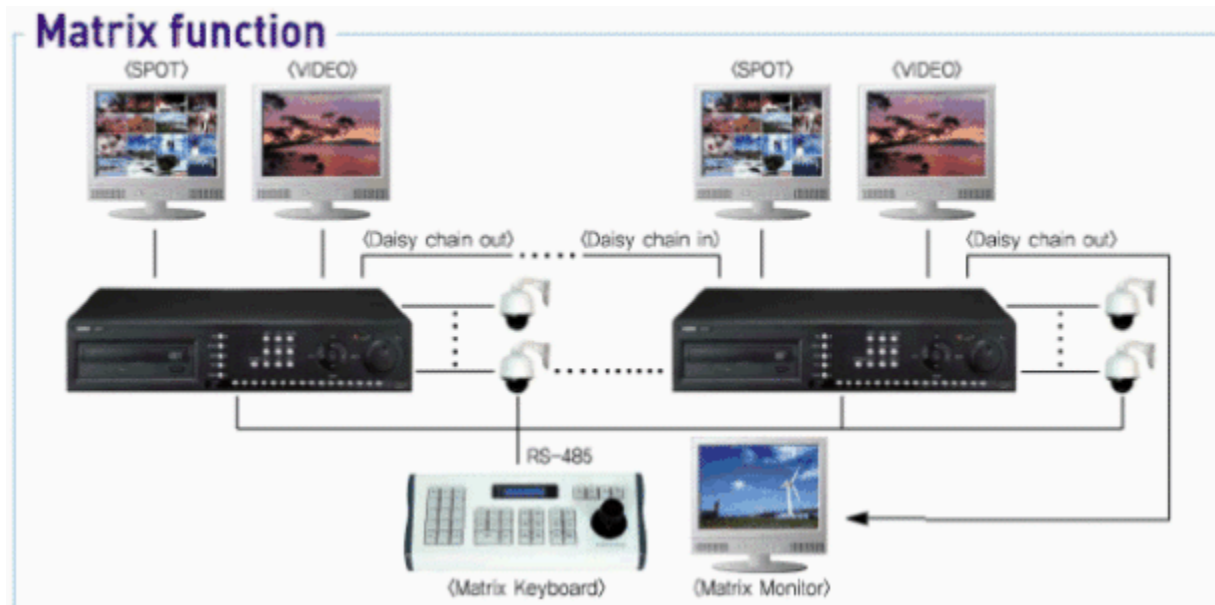 Matrix function
<SPOT> <VIDEO> <SPOT> <VIDEO>
<Daisy chain out> <Daisy chain in> <Daisy chain out>
RS-485
<Matrix Keyboard> <Matrix Monitor>